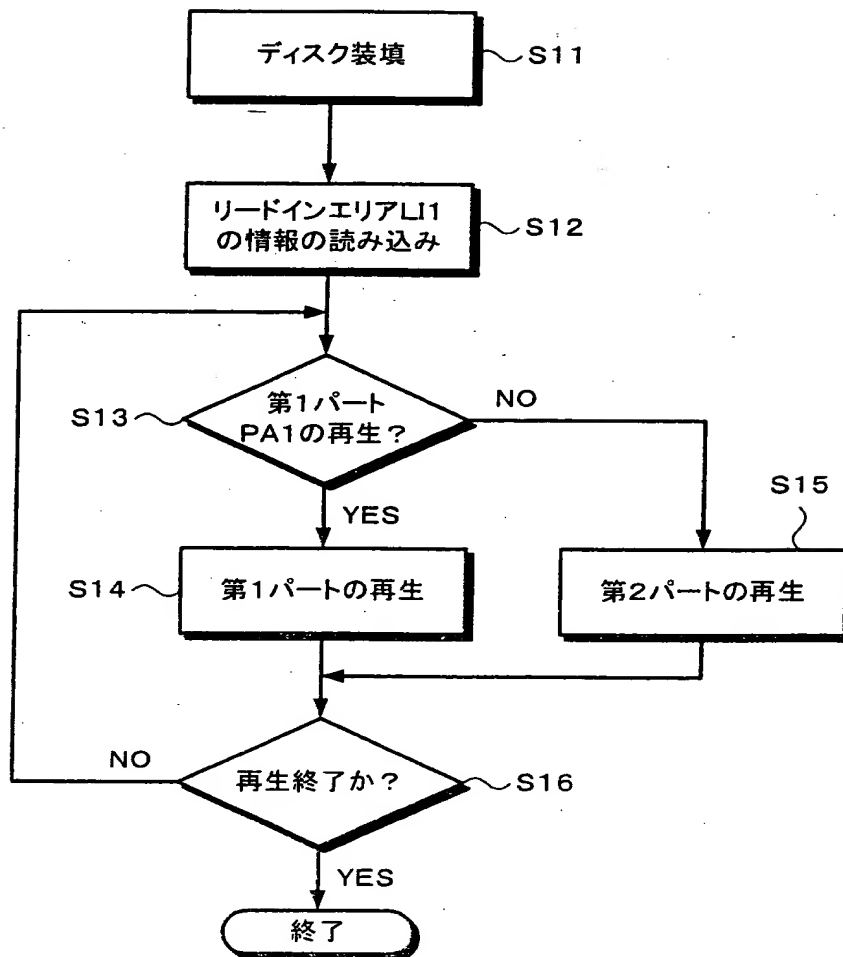 ディスク装填
S11
リードインエリアLI1
の情報の読み込み
S12
S13
第1パート
PA1の再生?
NO
YES
S15
S14
第1パートの再生
第2パートの再生
NO
再生終了か?
S16
YES
終了